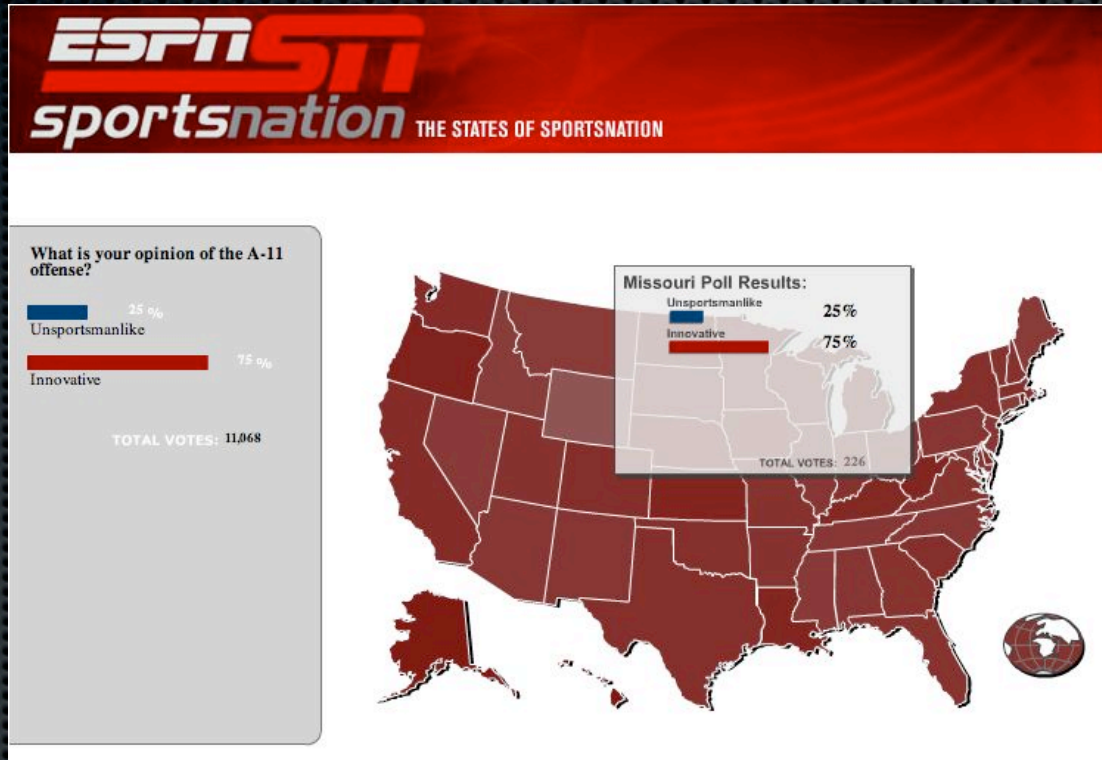 ESPN SN
sportsnation THE STATES OF SPORTSNATION
What is your opinion of the A-11
offense?
25 %
Unsportsmanlike
75 %
Innovative
TOTAL VOTES: 11,068
Missouri Poll Results:
Unsportsmanlike
25%
Innovative
75%
TOTAL VOTES: 226